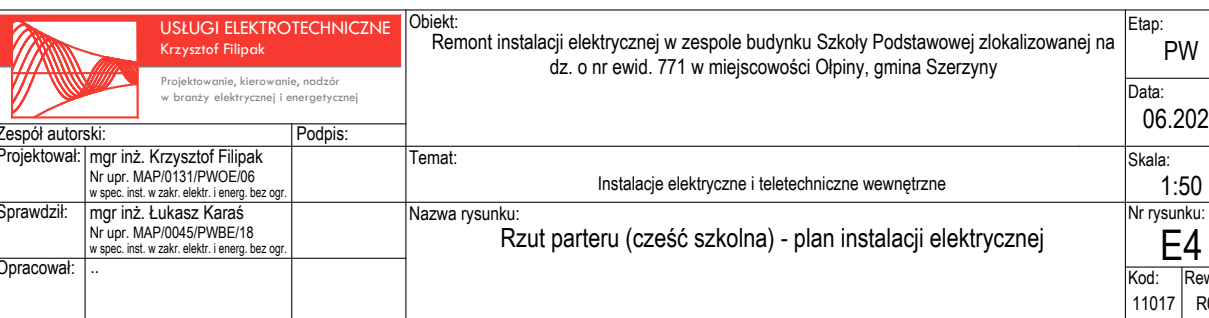 USŁUGI ELEKTROTECHNICZNE
Krzysztof Filipak
Projektowanie, kierowanie, nadzór
w branży elektrycznej i energetycznej
Obiekt:
Remont instalacji elektrycznej w zespole budynku Szkoły Podstawowej zlokalizowanej na
dz. o nr ewid. 771 w miejscowości Ołpiny, gmina Szerzyny
Etap:
PW
Data:
06.202
Zespół autorski:
Podpis:
Projektował:
mgr inż. Krzysztof Filipak
Nr upr. MAP/0131/PWOE/06
w spec. inst. w zakr. elektr. i energ. bez ogr.
Temat:
Instalacje elektryczne i teletechniczne wewnętrzne
Skala:
1:50
Sprawdził:
mgr inż. Łukasz Karaś
Nr upr. MAP/0045/PWBE/18
w spec. inst. w zakr. elektr. i energ. bez ogr.
Nazwa rysunku:
Rzut parteru (cześć szkolna) - plan instalacji elektrycznej
Nr rysunku:
E4
Opracował:
..
Kod:
11017
Rew